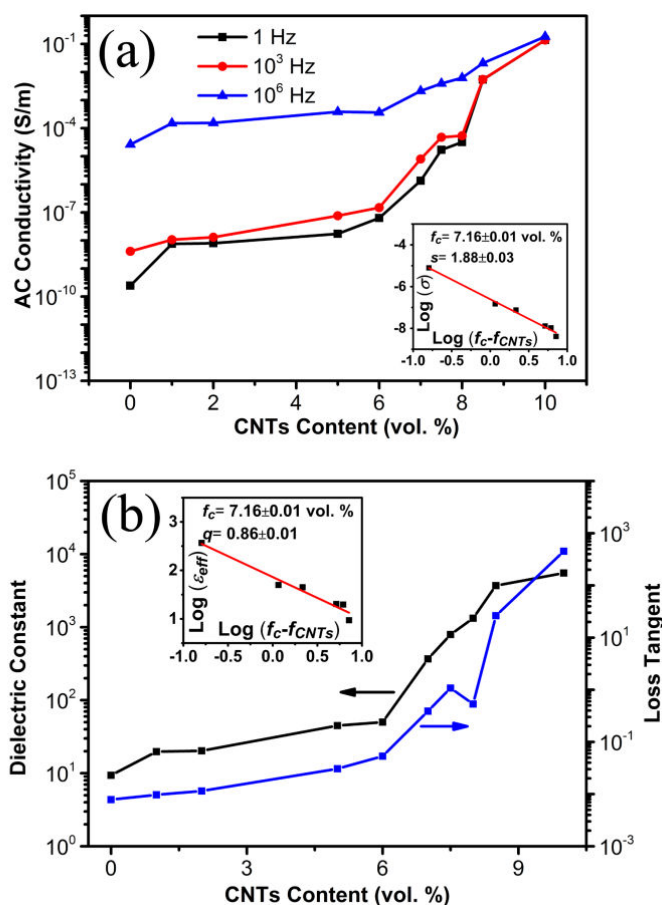 (a)
1 Hz
10³ Hz
10⁶ Hz
AC Conductivity (S/m)
10⁻¹
10⁻⁴
10⁻⁷
10⁻¹⁰
10⁻¹³
0 2 4 6 8 10
CNTs Content (vol. %)
f_c= 7.16±0.01 vol. %
s= 1.88±0.03
Log (σ)
-4
-6
-8
Log (f_c-f_CNTs)
-1.0 -0.5 0.0 0.5 1.0
(b)
Dielectric Constant
10⁵
10⁴
10³
10²
10¹
10⁰
f_c= 7.16±0.01 vol. %
q= 0.86±0.01
Log (ε_eff)
3
2
1
Log (f_c-f_CNTs)
-1.0 -0.5 0.0 0.5 1.0
10³
10¹
10⁻¹
10⁻³
Loss Tangent
0 3 6 9
CNTs Content (vol. %)